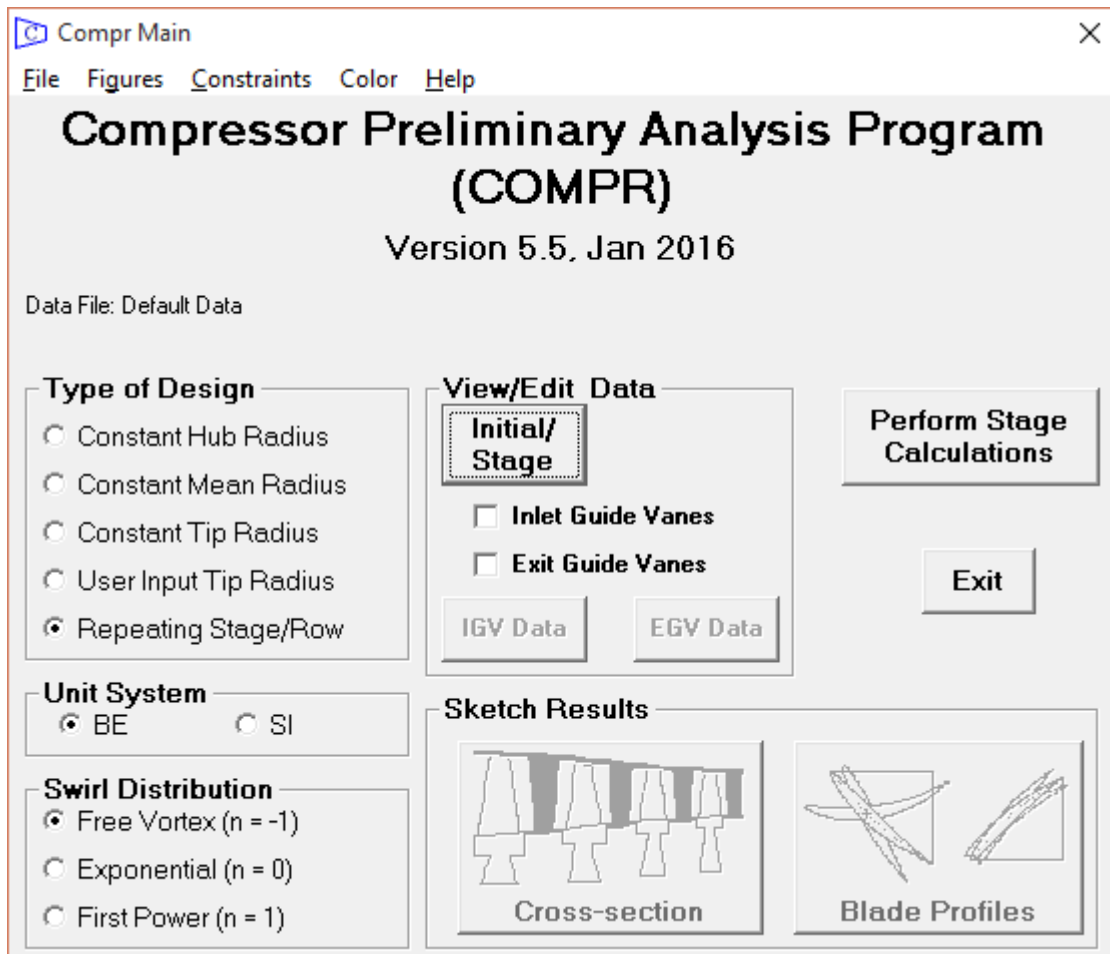 C Compr Main
File Figures Constraints Color Help
Compressor Preliminary Analysis Program
(COMPR)
Version 5.5, Jan 2016
Data File: Default Data
Type of Design
Constant Hub Radius
Constant Mean Radius
Constant Tip Radius
User Input Tip Radius
Repeating Stage/Row
Unit System
BE SI
Swirl Distribution
Free Vortex (n = -1)
Exponential (n = 0)
First Power (n = 1)
View/Edit Data
Initial/
Stage
Inlet Guide Vanes
Exit Guide Vanes
IGV Data EGV Data
Perform Stage
Calculations
Exit
Sketch Results
Cross-section
Blade Profiles